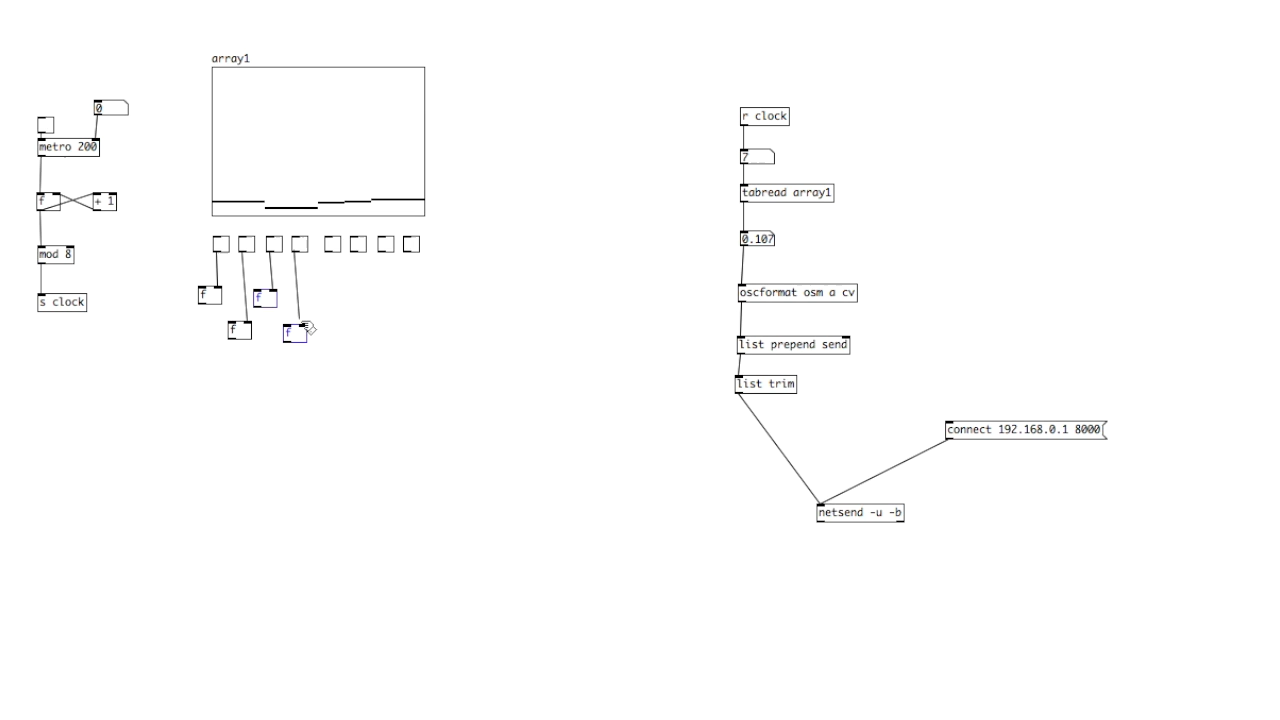 array1
0
metro 200
f
+ 1
mod 8
s clock
f
f
f
f
r clock
7
tabread array1
0.107
oscformat osm a cv
list prepend send
list trim
connect 192.168.0.1 8000
netsend -u -b